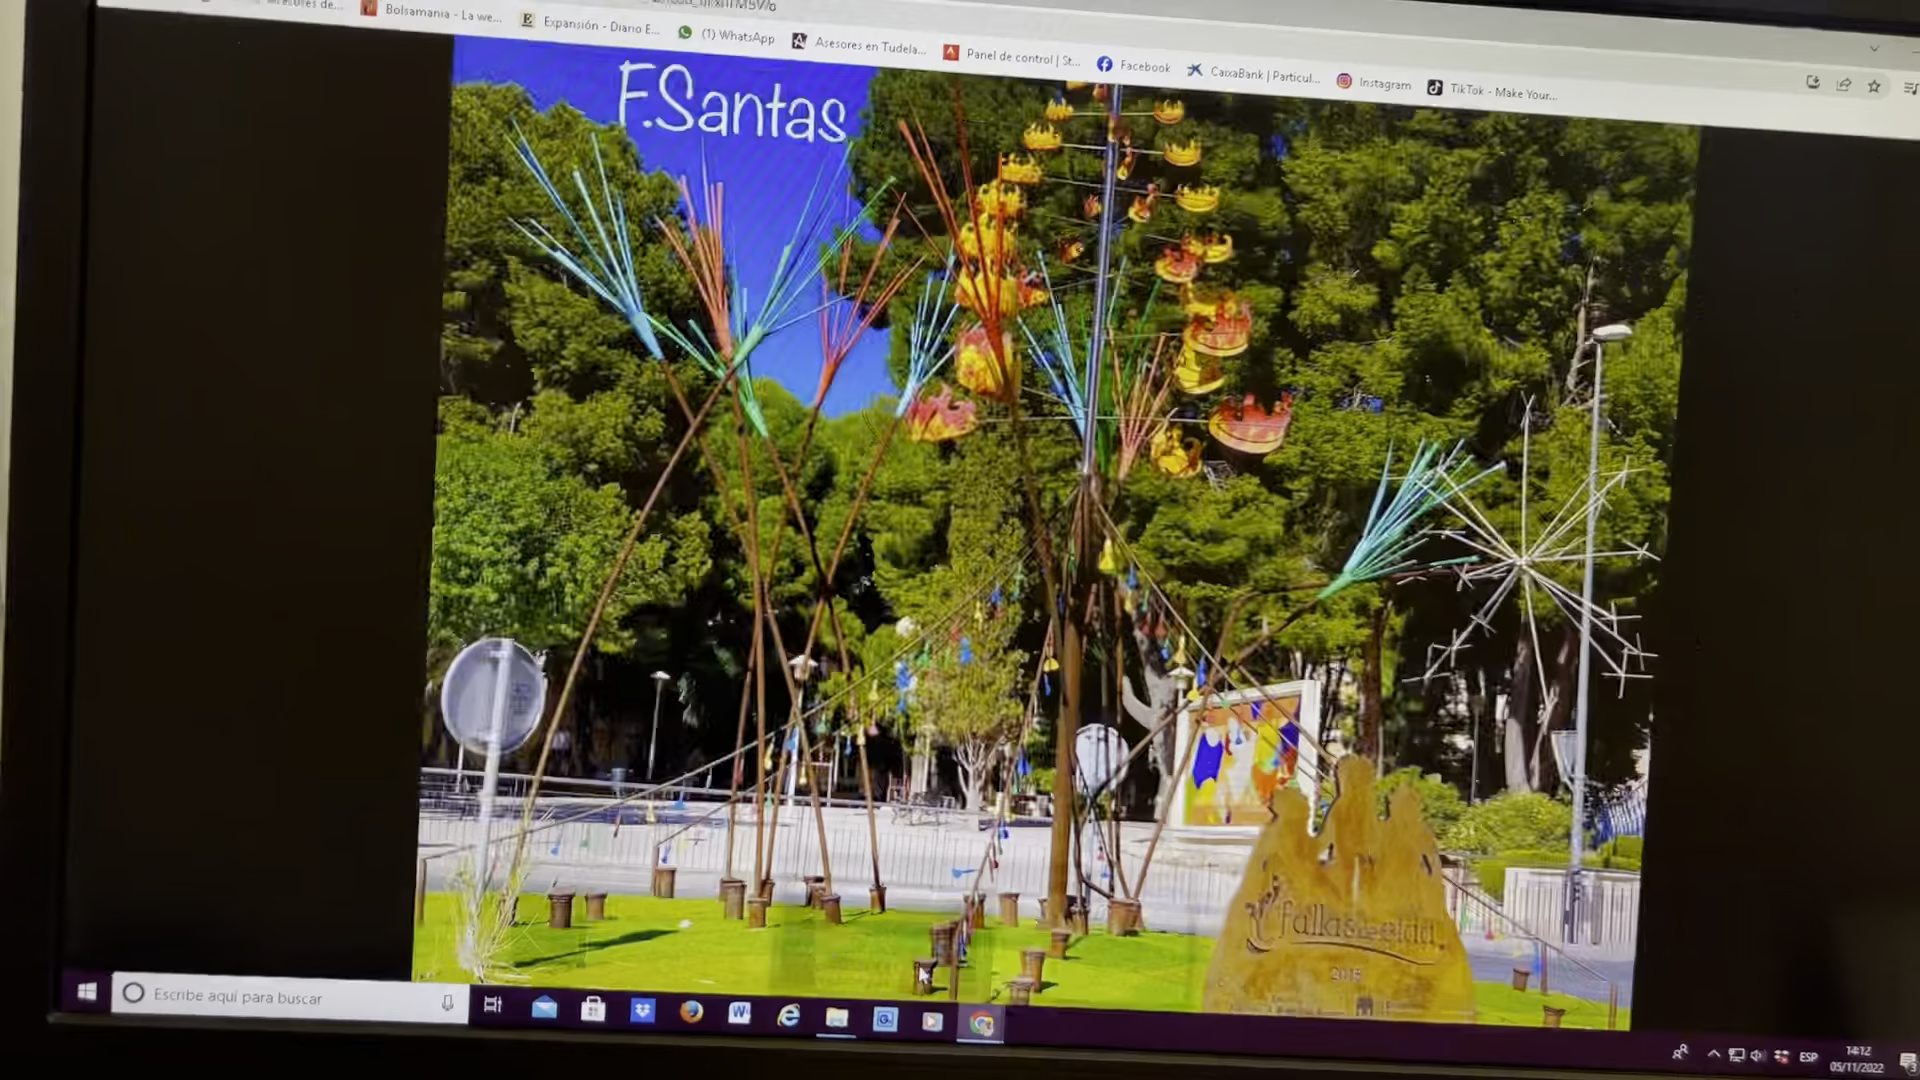 Bolsamania - La we...
Expansión - Diario E...
(1) WhatsApp
Asesores en Tudela...
Panel de control | St...
Facebook
CaixaBank | Particul...
Instagram
TikTok - Make Your...
F.Santas
fallasdeelda
Escribe aquí para buscar
ESP
14:12
05/11/2022